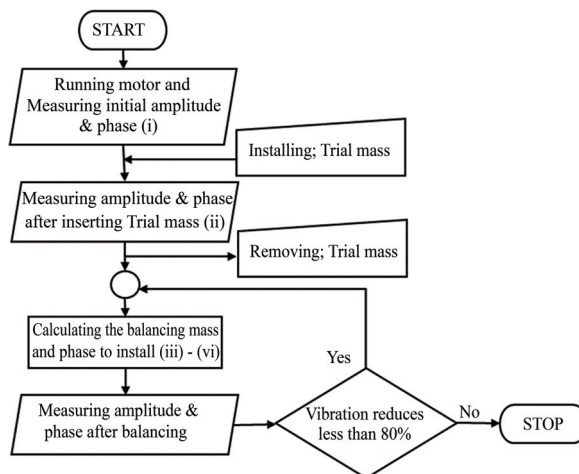 START
Running motor and
Measuring initial amplitude
& phase (i)
Installing; Trial mass
Measuring amplitude & phase
after inserting Trial mass (ii)
Removing; Trial mass
Calculating the balancing mass
and phase to install (iii) - (vi)
Yes
Measuring amplitude &
phase after balancing
Vibration reduces
less than 80%
No
STOP